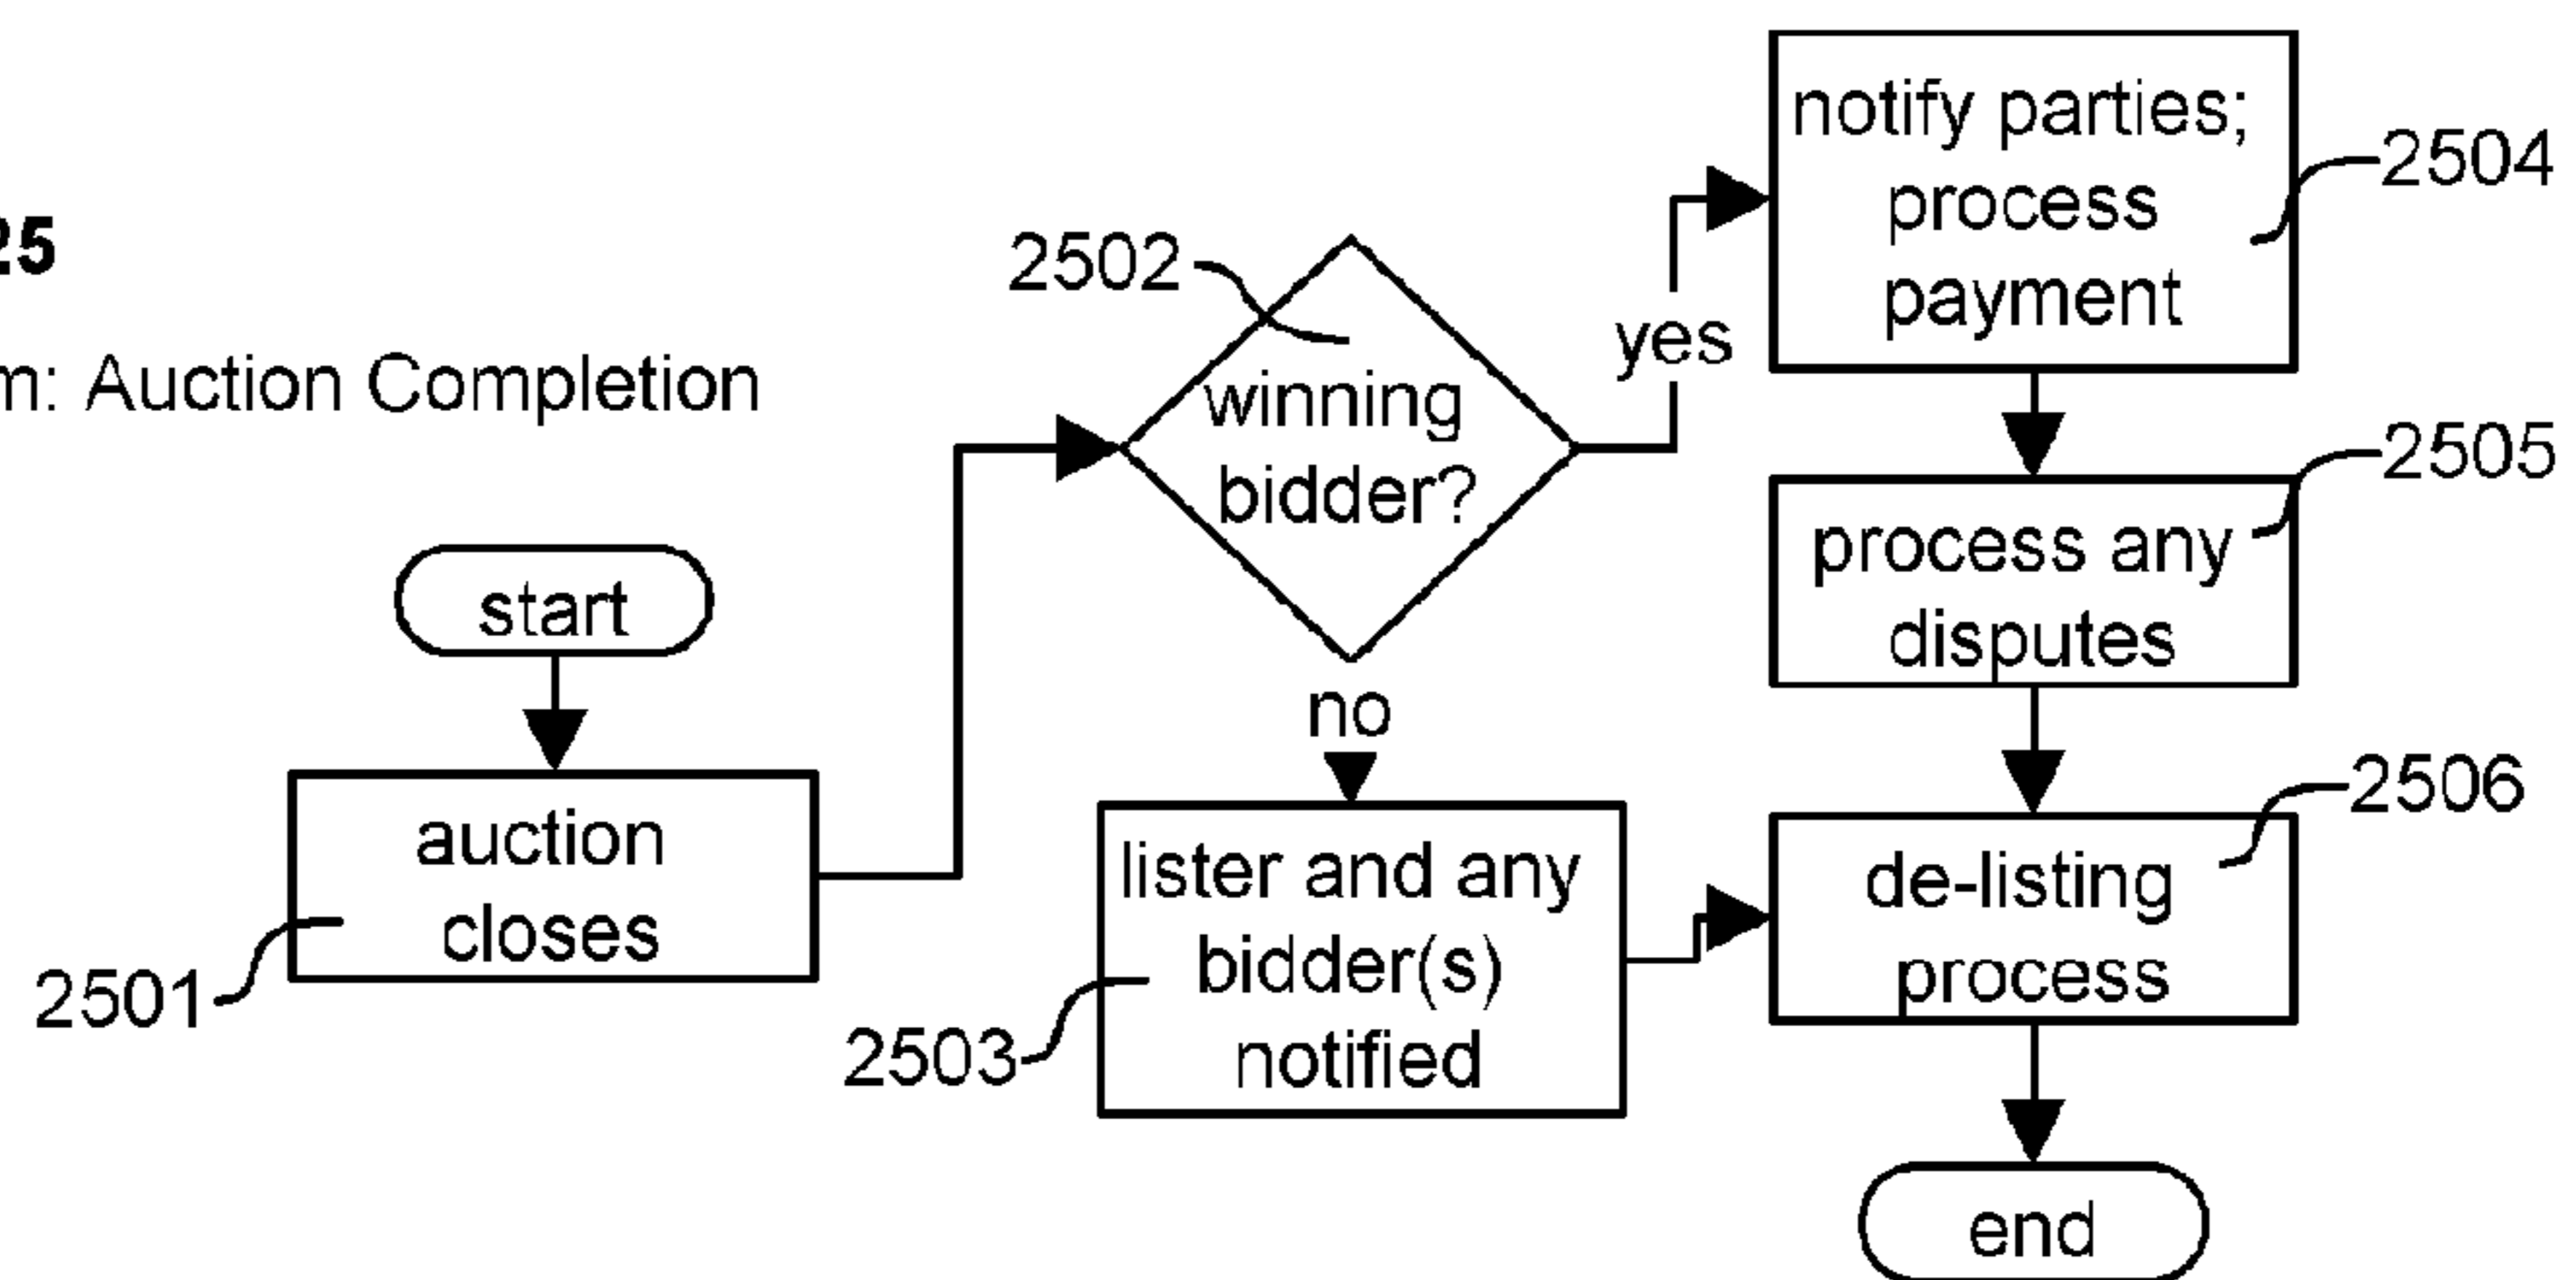 25
m: Auction Completion
start
auction
closes
2501
2502
winning
bidder?
yes
no
lister and any
bidder(s)
notified
2503
notify parties;
process
payment
2504
process any
disputes
2505
de-listing
process
2506
end